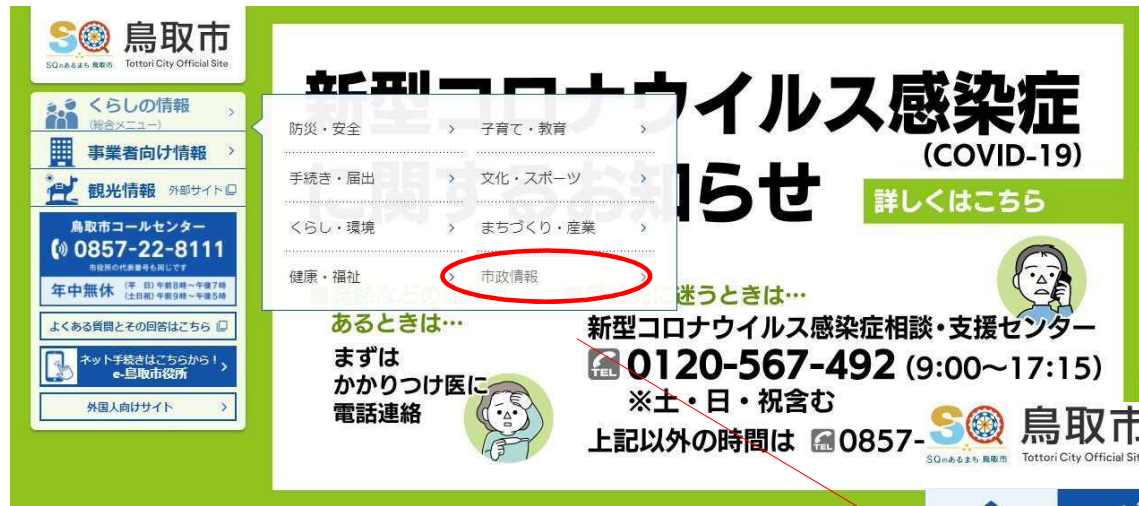 SQのあるまち 鳥取市
鳥取市
Tottori City Official Site
くらしの情報
(総合メニュー)
事業者向け情報
観光情報 外部サイト
鳥取市コールセンター
0857-22-8111
市役所の代表番号も同じです
年中無休
(平 日) 午前8時~午後7時
(土日祝) 午前9時~午後5時
よくある質問とその回答はこちら
ネット手続きはこちらから!
e-鳥取市役所
外国人向けサイト
防災・安全
子育て・教育
手続き・届出
文化・スポーツ
くらし・環境
まちづくり・産業
健康・福祉
市政情報
新型コロナウイルス感染症
(COVID-19)
に関するお知らせ
詳しくはこちら
あるときは…
まずは
かかりつけ医に
電話連絡
迷うときは…
新型コロナウイルス感染症相談・支援センター
TEL 0120-567-492 (9:00~17:15)
※土・日・祝含む
上記以外の時間は TEL 0857-
SQのあるまち 鳥取市
鳥取市
Tottori City Official Sit